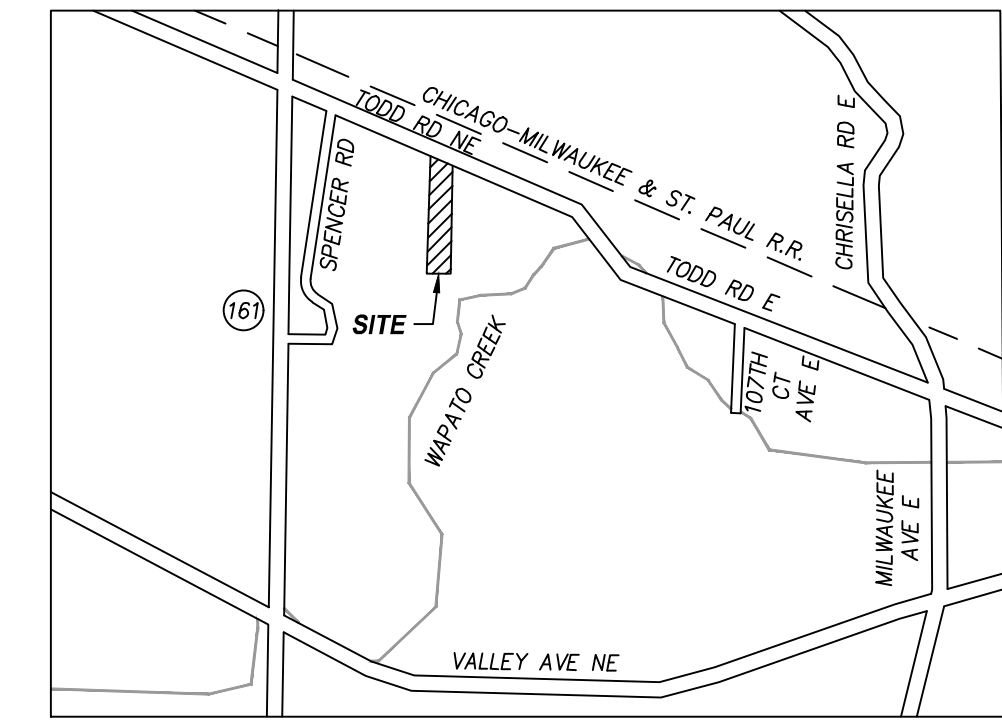 CHICAGO-MILWAUKEE & ST. PAUL R.R.
TODD RD NE
CHRISELLA RD E
SPENCER RD
TODD RD E
161
SITE
WAPATO CREEK
107TH
CT
AVE E
MILWAUKEE
AVE E
VALLEY AVE NE